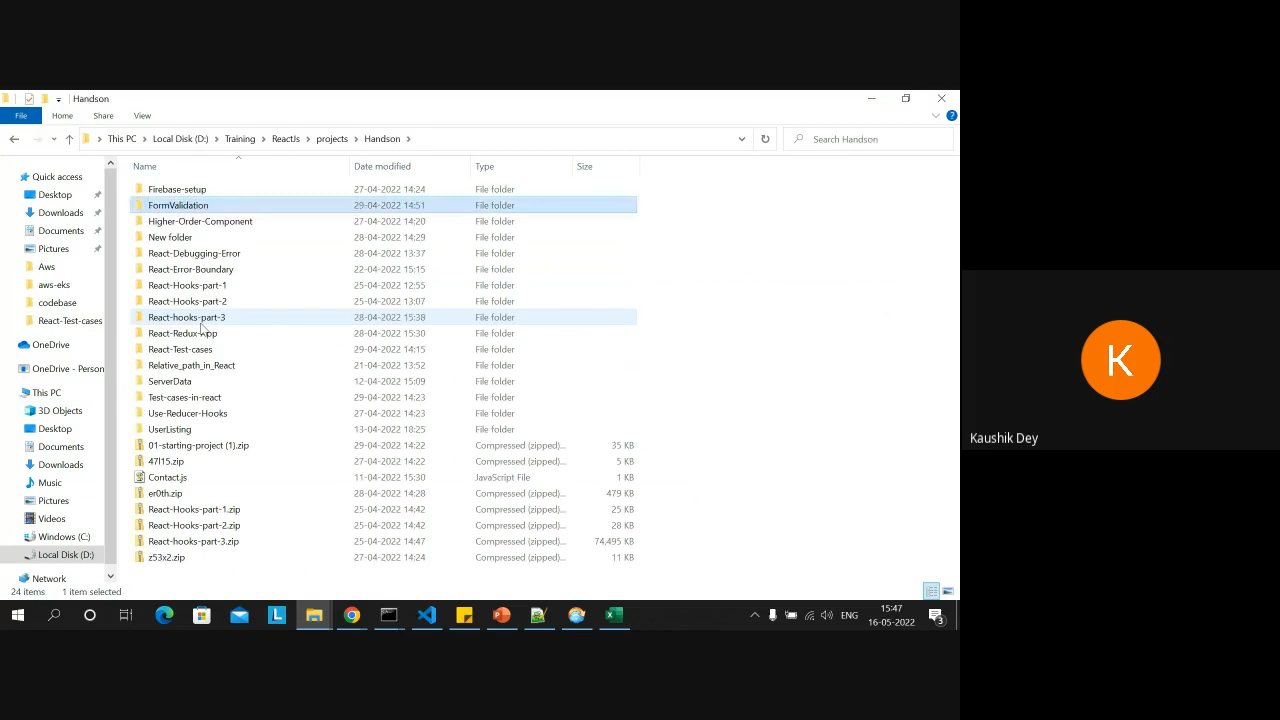 Handson
File Home Share View
This PC Local Disk (D:) Training ReactJs projects Handson
Search Handson
Name Date modified Type Size
Quick access
Desktop
Downloads
Documents
Pictures
Aws
aws-eks
codebase
React-Test-cases
OneDrive
OneDrive - Person
This PC
3D Objects
Desktop
Documents
Downloads
Music
Pictures
Videos
Windows (C:)
Local Disk (D:)
Network
Firebase-setup 27-04-2022 14:24 File folder
FormValidation 29-04-2022 14:51 File folder
Higher-Order-Component 27-04-2022 14:20 File folder
New folder 28-04-2022 14:29 File folder
React-Debugging-Error 28-04-2022 13:37 File folder
React-Error-Boundary 22-04-2022 15:15 File folder
React-Hooks-part-1 25-04-2022 12:55 File folder
React-Hooks-part-2 25-04-2022 13:07 File folder
React-hooks-part-3 28-04-2022 15:38 File folder
React-Redux-App 28-04-2022 15:30 File folder
React-Test-cases 29-04-2022 14:15 File folder
Relative_path_in_React 21-04-2022 13:52 File folder
ServerData 12-04-2022 15:09 File folder
Test-cases-in-react 29-04-2022 14:23 File folder
Use-Reducer-Hooks 27-04-2022 14:23 File folder
UserListing 13-04-2022 18:25 File folder
01-starting-project (1).zip 29-04-2022 14:22 Compressed (zipped)... 35 KB
47l15.zip 27-04-2022 14:22 Compressed (zipped)... 5 KB
Contact.js 11-04-2022 15:30 JavaScript File 1 KB
er0th.zip 28-04-2022 14:28 Compressed (zipped)... 479 KB
React-Hooks-part-1.zip 25-04-2022 14:42 Compressed (zipped)... 25 KB
React-Hooks-part-2.zip 25-04-2022 14:42 Compressed (zipped)... 28 KB
React-hooks-part-3.zip 25-04-2022 14:47 Compressed (zipped)... 74,495 KB
z53x2.zip 27-04-2022 14:24 Compressed (zipped)... 11 KB
24 items 1 item selected
L
ENG
15:47
16-05-2022
3
K
Kaushik Dey